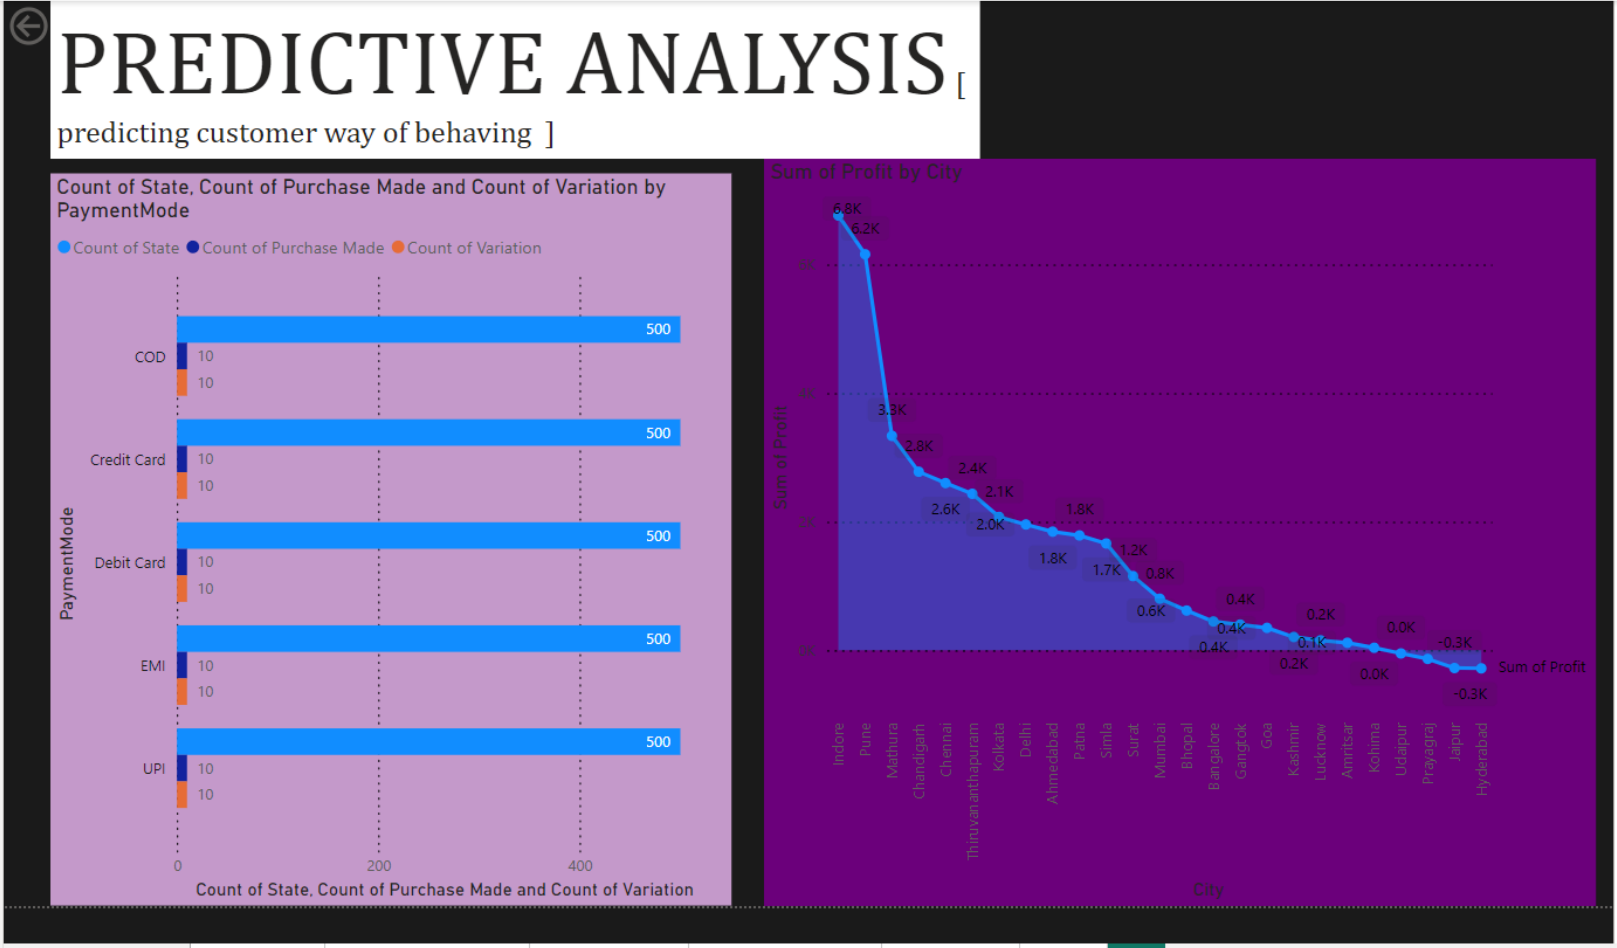 PREDICTIVE ANALYSIS [
predicting customer way of behaving ]
Count of State, Count of Purchase Made and Count of Variation by
PaymentMode
Count of State Count of Purchase Made Count of Variation
PaymentMode
COD
500
10
10
Credit Card
500
10
10
Debit Card
500
10
10
EMI
500
10
10
UPI
500
10
10
0 200 400
Count of State, Count of Purchase Made and Count of Variation
Sum of Profit by City
Sum of Profit
6.8K
6.2K
3.3K
2.8K
2.6K
2.4K
2.1K
2.0K
1.8K
1.8K
1.7K
1.2K
0.8K
0.6K
0.4K
0.4K
0.4K
0.2K
0.2K
0.1K
0.0K
0.0K
-0.3K
-0.3K
Sum of Profit
Indore
Pune
Mathura
Chandigarh
Chennai
Thiruvananthapuram
Kolkata
Delhi
Ahmedabad
Patna
Simla
Surat
Mumbai
Bhopal
Bangalore
Gangtok
Goa
Kashmir
Lucknow
Amritsar
Kohima
Udaipur
Prayagraj
Jaipur
Hyderabad
City